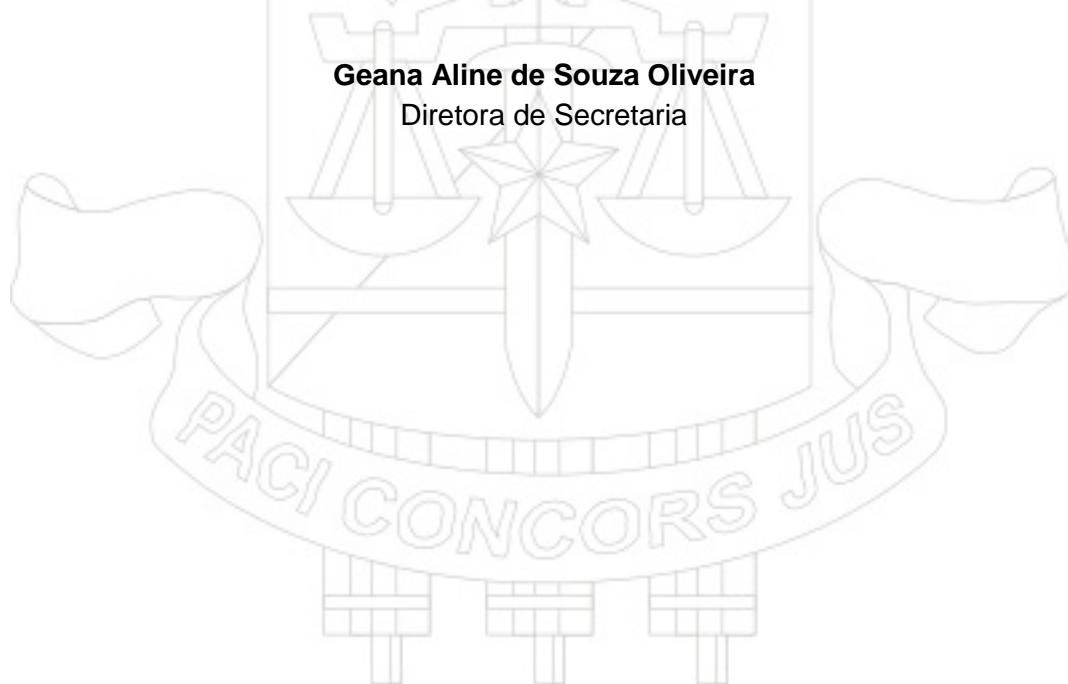 Geana Aline de Souza Oliveira
Diretora de Secretaria
PACI CONCORS JUS